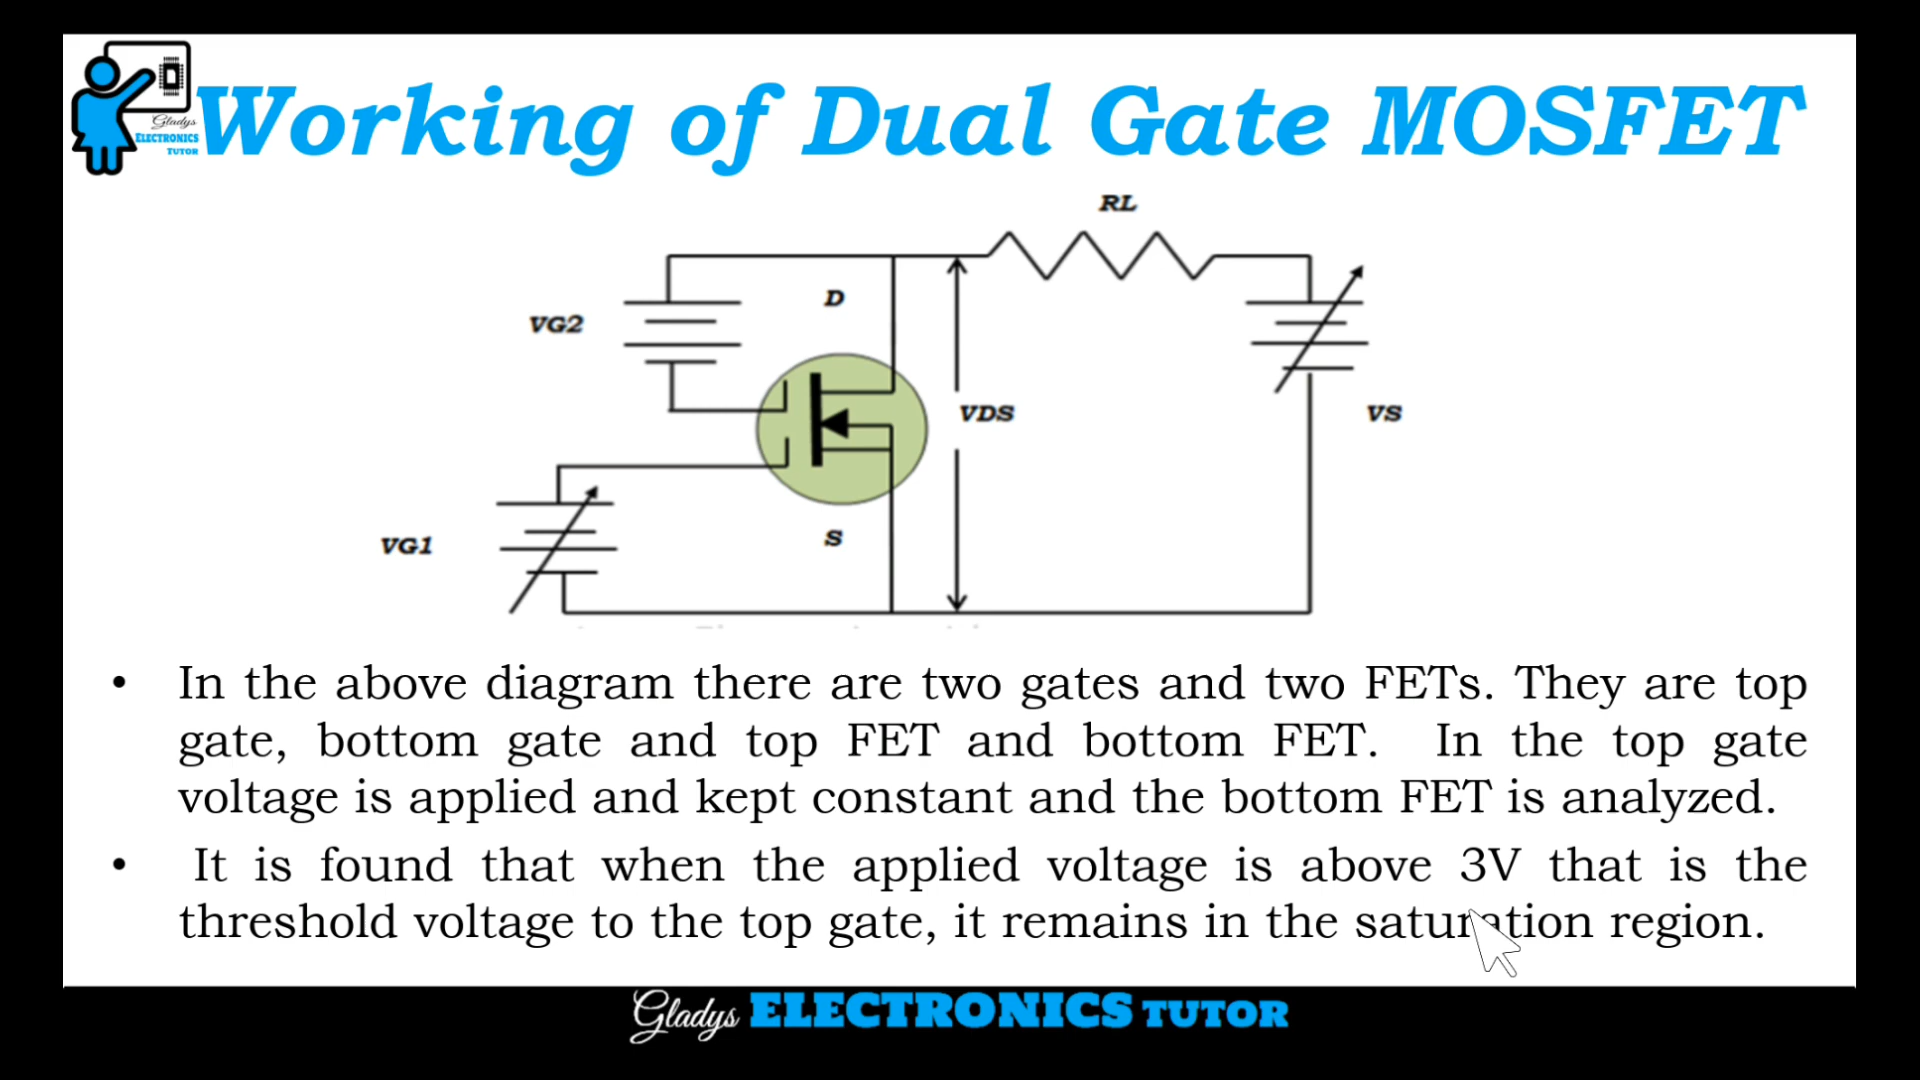 Working of Dual Gate MOSFET
Gladys
ELECTRONICS
TUTOR
RL
D
VG2
VDS
VS
VG1
S
• In the above diagram there are two gates and two FETs. They are top
gate, bottom gate and top FET and bottom FET. In the top gate
voltage is applied and kept constant and the bottom FET is analyzed.
• It is found that when the applied voltage is above 3V that is the
threshold voltage to the top gate, it remains in the saturation region.
Gladys ELECTRONICS TUTOR